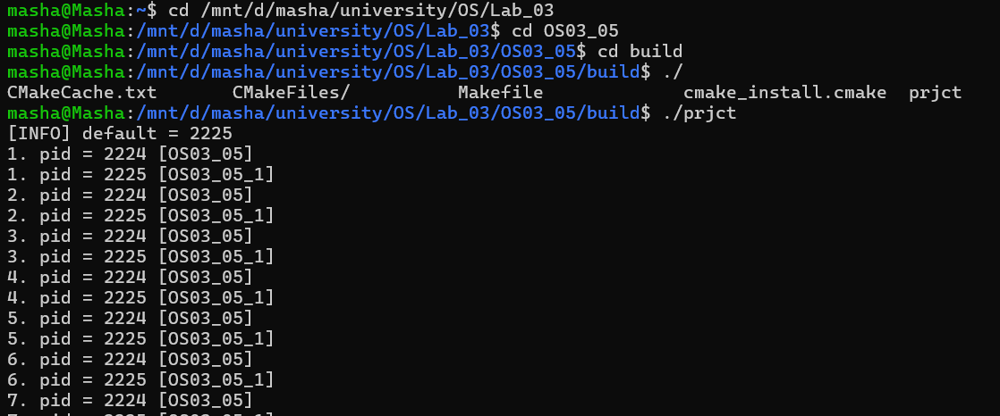 masha@Masha:~$ cd /mnt/d/masha/university/OS/Lab_03
masha@Masha:/mnt/d/masha/university/OS/Lab_03$ cd OS03_05
masha@Masha:/mnt/d/masha/university/OS/Lab_03/OS03_05$ cd build
masha@Masha:/mnt/d/masha/university/OS/Lab_03/OS03_05/build$ ./
CMakeCache.txt       CMakeFiles/          Makefile             cmake_install.cmake  prjct
masha@Masha:/mnt/d/masha/university/OS/Lab_03/OS03_05/build$ ./prjct
[INFO] default = 2225
1. pid = 2224 [OS03_05]
1. pid = 2225 [OS03_05_1]
2. pid = 2224 [OS03_05]
2. pid = 2225 [OS03_05_1]
3. pid = 2224 [OS03_05]
3. pid = 2225 [OS03_05_1]
4. pid = 2224 [OS03_05]
4. pid = 2225 [OS03_05_1]
5. pid = 2224 [OS03_05]
5. pid = 2225 [OS03_05_1]
6. pid = 2224 [OS03_05]
6. pid = 2225 [OS03_05_1]
7. pid = 2224 [OS03_05]